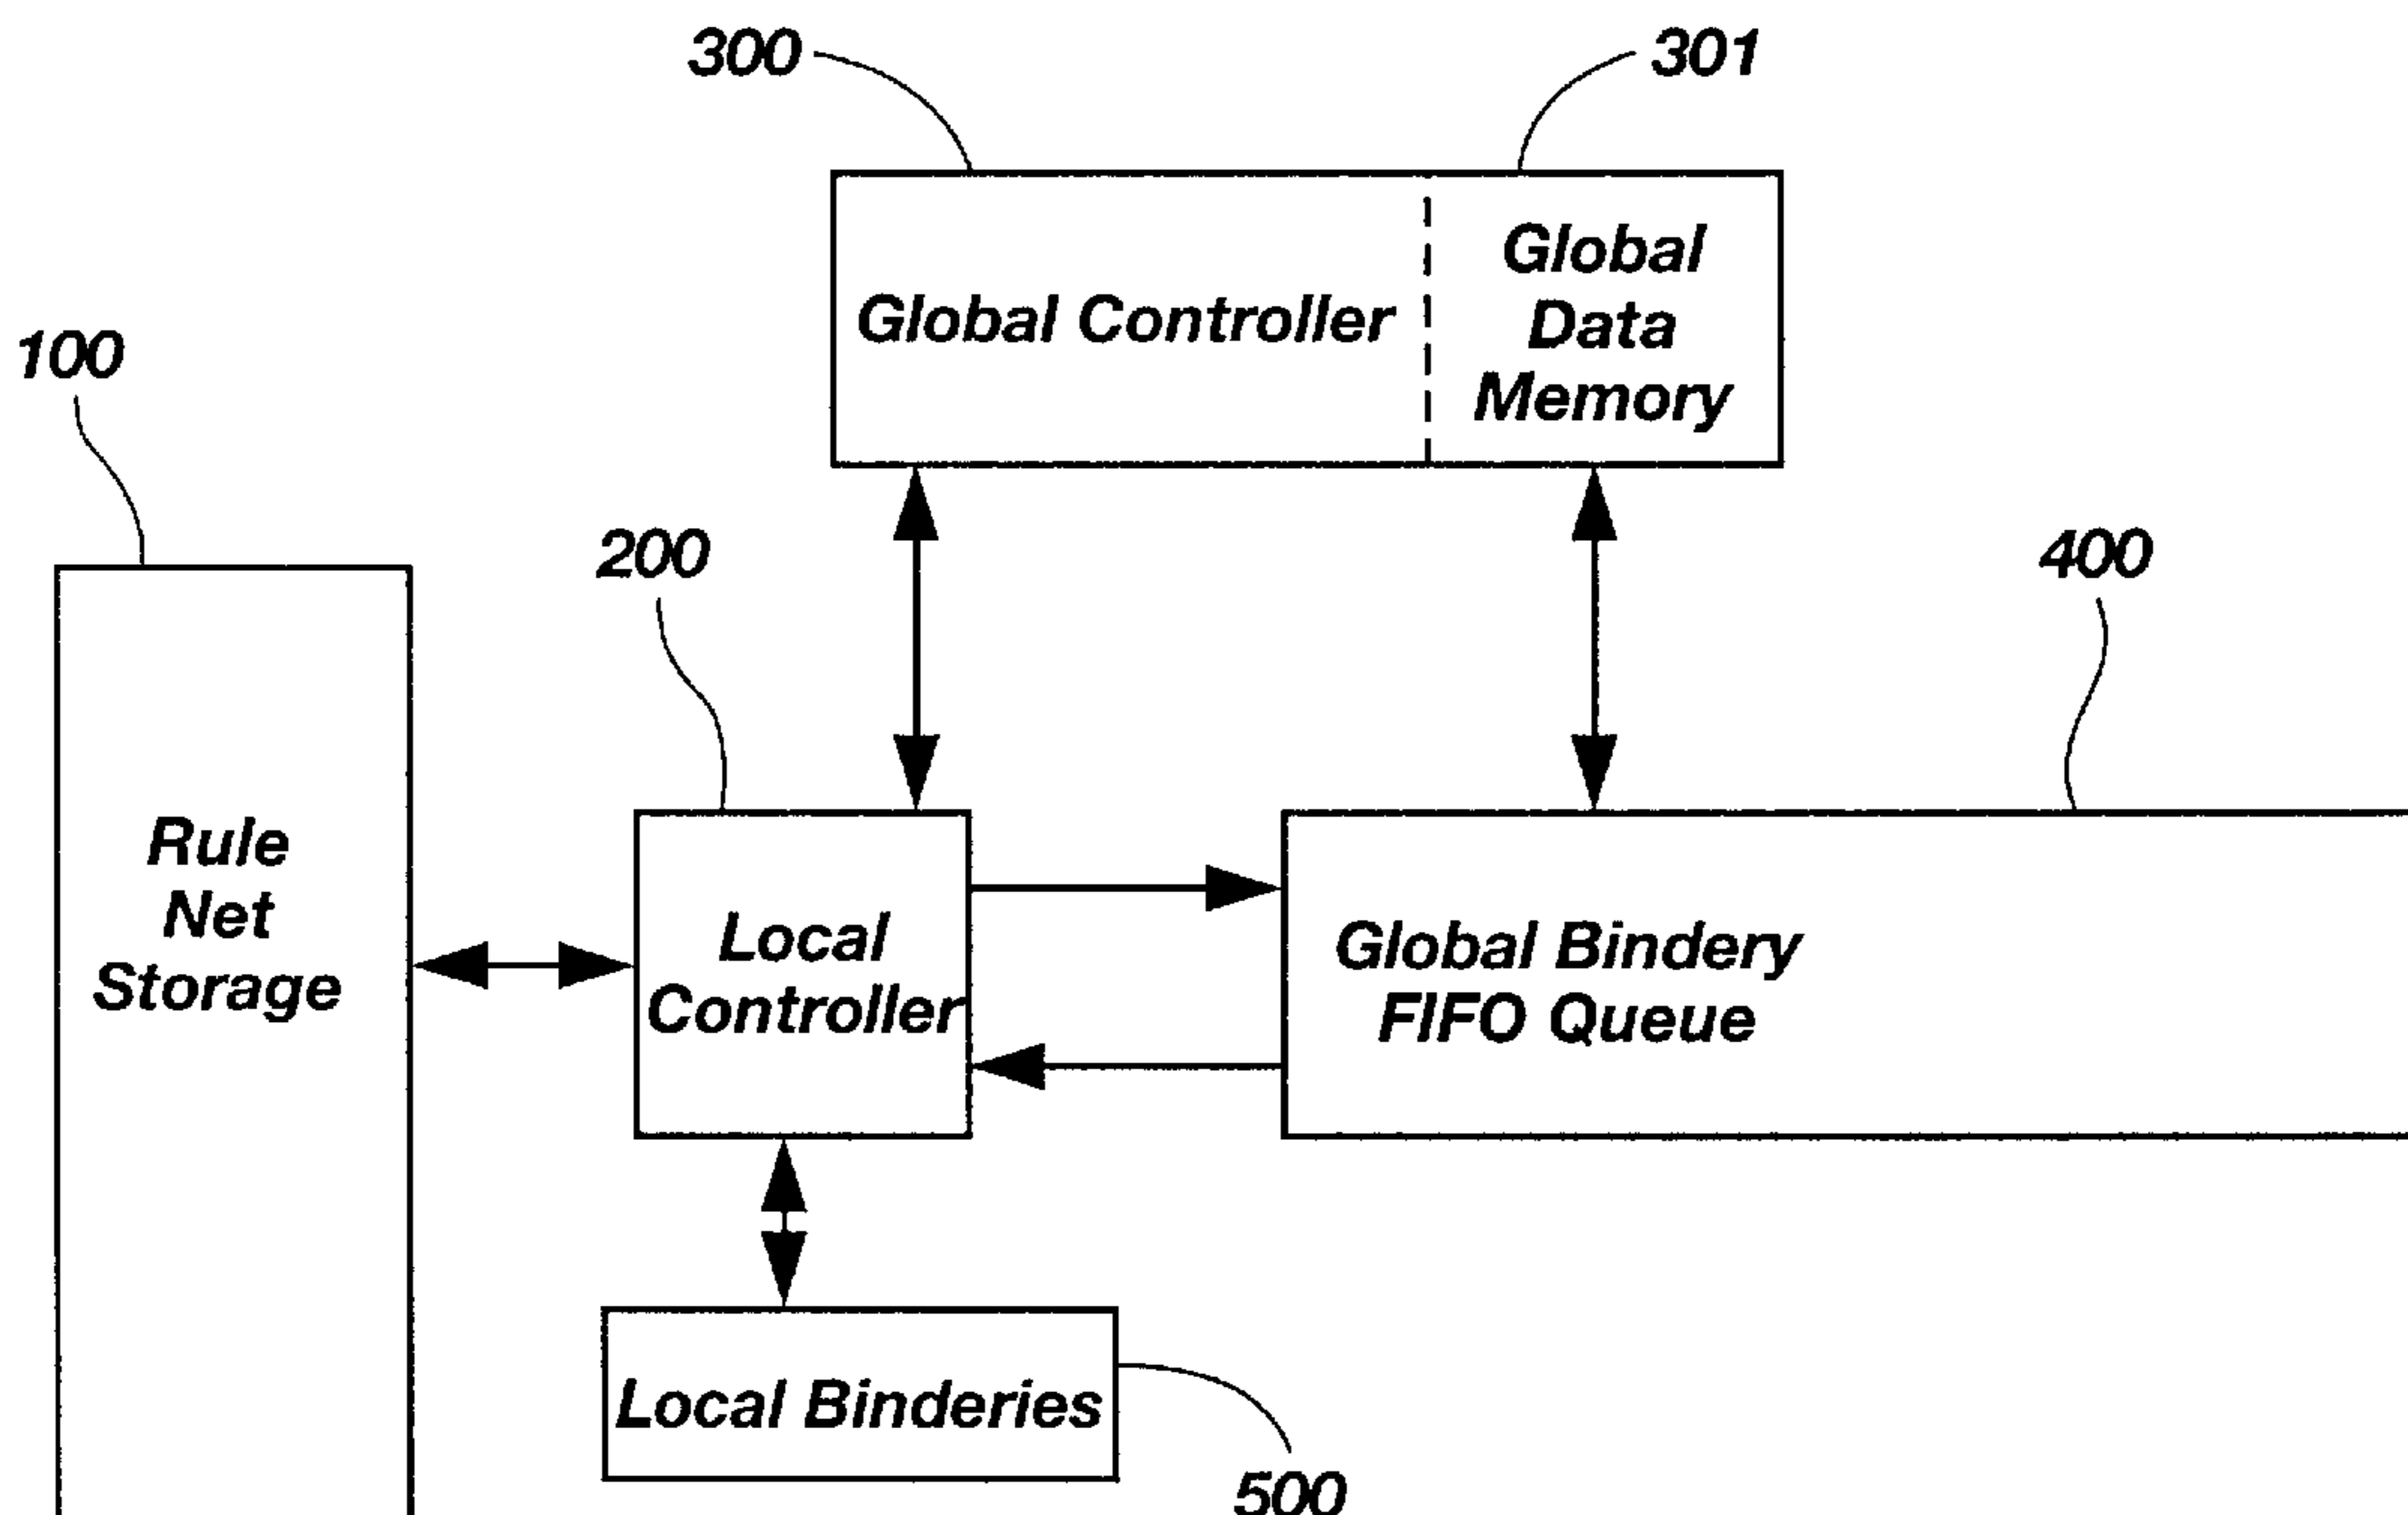 300
301
Global Controller
Global
Data
Memory
100
200
400
Rule
Net
Storage
Local
Controller
Global Bindery
FIFO Queue
Local Binderies
500